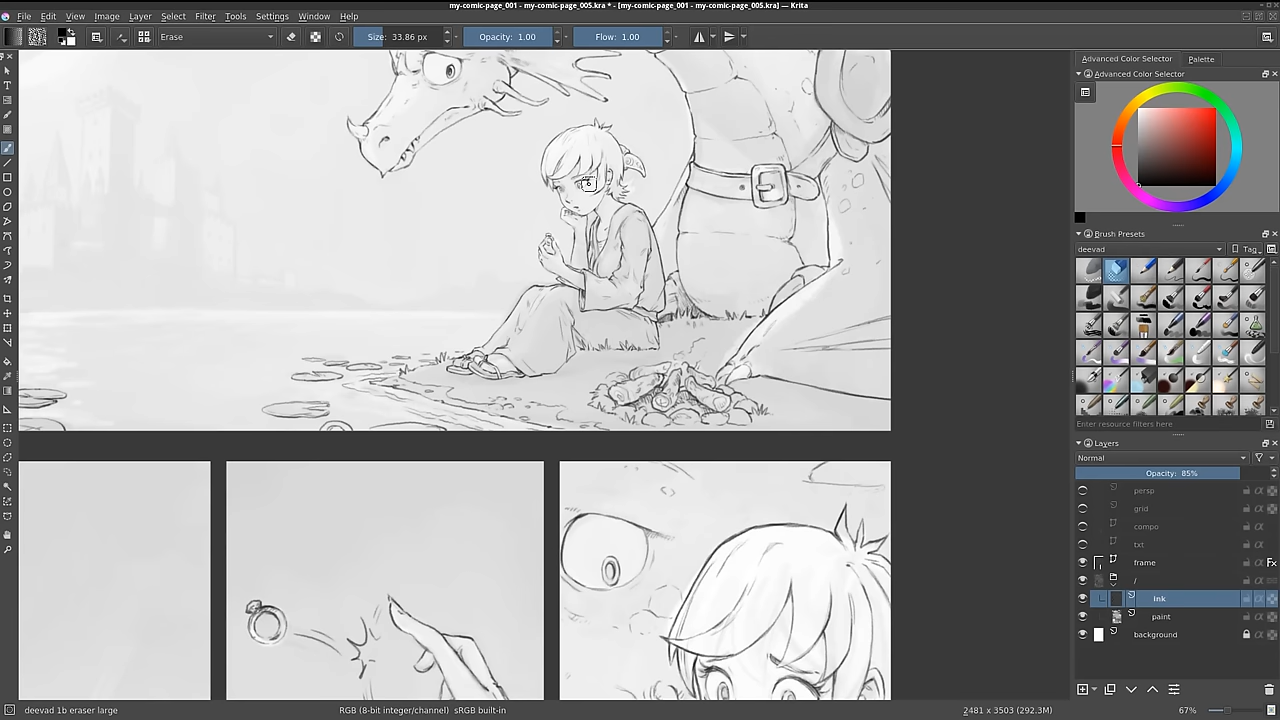 my-comic-page_001 - my-comic-page_005.kra * - [my-comic-page_001 - my-comic-page_005.kra] — Krita
File Edit View Image Layer Select Filter Tools Settings Window Help
Erase Size: 33.86 px Opacity: 1.00 Flow: 1.00
Advanced Color Selector Palette
Advanced Color Selector
Brush Presets
deevad Tag
Enter resource filters here
Layers
Normal
Opacity: 85%
persp
grid
compo
txt
frame
/
ink
paint
background
deevad 1b eraser large RGB (8-bit integer/channel) sRGB built-in 2481 x 3503 (292.3M) 67%